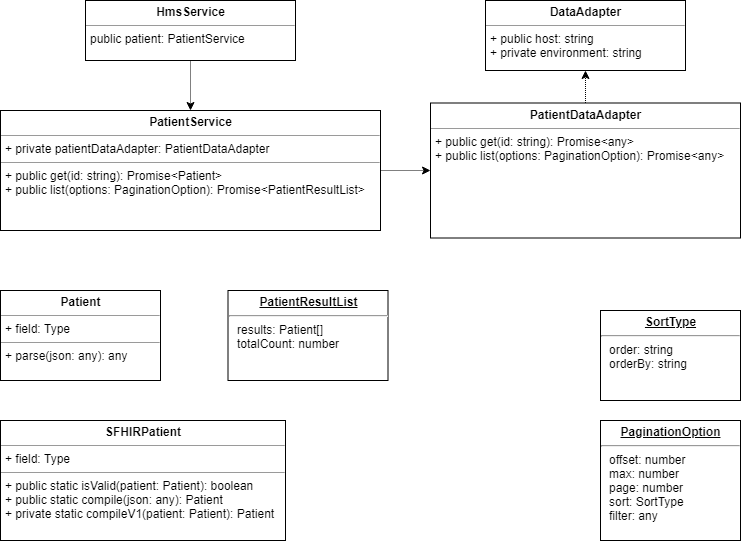 HmsService
public patient: PatientService
DataAdapter
+ public host: string
+ private environment: string
PatientService
+ private patientDataAdapter: PatientDataAdapter
+ public get(id: string): Promise<Patient>
+ public list(options: PaginationOption): Promise<PatientResultList>
PatientDataAdapter
+ public get(id: string): Promise<any>
+ public list(options: PaginationOption): Promise<any>
Patient
+ field: Type
+ parse(json: any): any
PatientResultList
results: Patient[]
totalCount: number
SortType
order: string
orderBy: string
SFHIRPatient
+ field: Type
+ public static isValid(patient: Patient): boolean
+ public static compile(json: any): Patient
+ private static compileV1(patient: Patient): Patient
PaginationOption
offset: number
max: number
page: number
sort: SortType
filter: any